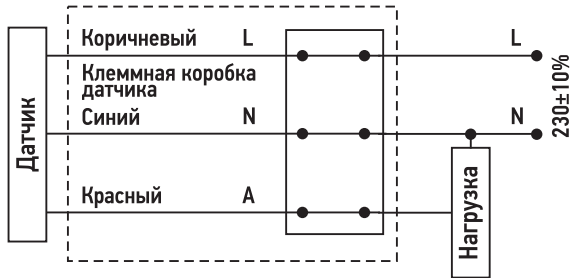 Датчик
Коричневый L
Клеммная коробка
датчика
Синий N
Красный A
L
N
230±10%
Нагрузка